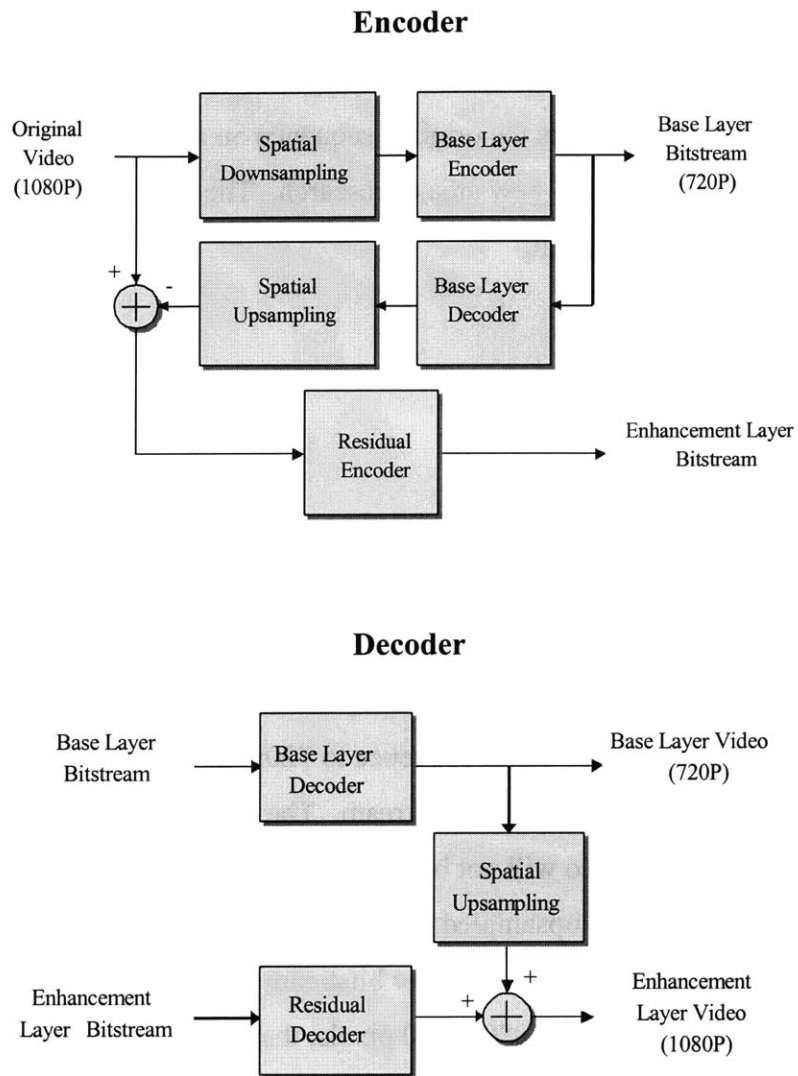 Encoder
Original
Video
(1080P)
Spatial
Downsampling
Base Layer
Encoder
Base Layer
Bitstream
(720P)
+
-
Spatial
Upsampling
Base Layer
Decoder
Residual
Encoder
Enhancement Layer
Bitstream
Decoder
Base Layer
Bitstream
Base Layer
Decoder
Base Layer Video
(720P)
Spatial
Upsampling
+
Enhancement
Layer Bitstream
Residual
Decoder
+
Enhancement
Layer Video
(1080P)